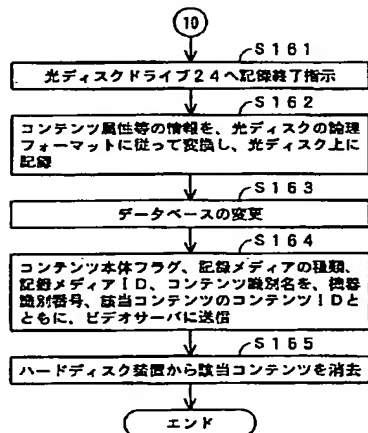 10
S161
光ディスクドライブ24へ記録終了指示
S162
コンテンツ属性等の情報を、光ディスクの論理
フォーマットに従って変換し、光ディスク上に
記録
S163
データベースの変更
S164
コンテンツ本体フラグ、記録メディアの種類、
記録メディアID、コンテンツ識別名を、機器
識別番号、該当コンテンツのコンテンツIDと
ともに、ビデオサーバに送信
S165
ハードディスク装置から該当コンテンツを消去
エンド